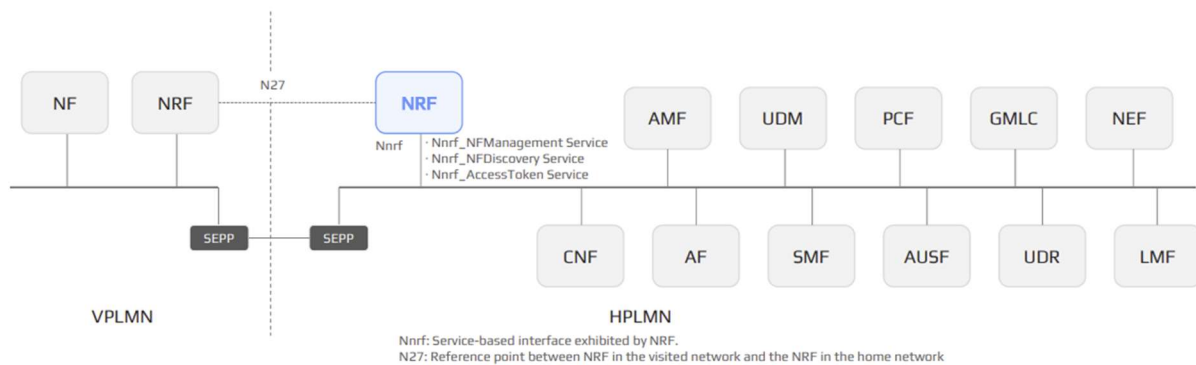 N27
NF
NRF
NRF
Nnrf
· Nnrf_NFManagement Service
· Nnrf_NFDiscovery Service
· Nnrf_AccessToken Service
AMF
UDM
PCF
GMLC
NEF
SEPP
SEPP
CNF
AF
SMF
AUSF
UDR
LMF
VPLMN
HPLMN
Nnrf: Service-based interface exhibited by NRF.
N27: Reference point between NRF in the visited network and the NRF in the home network